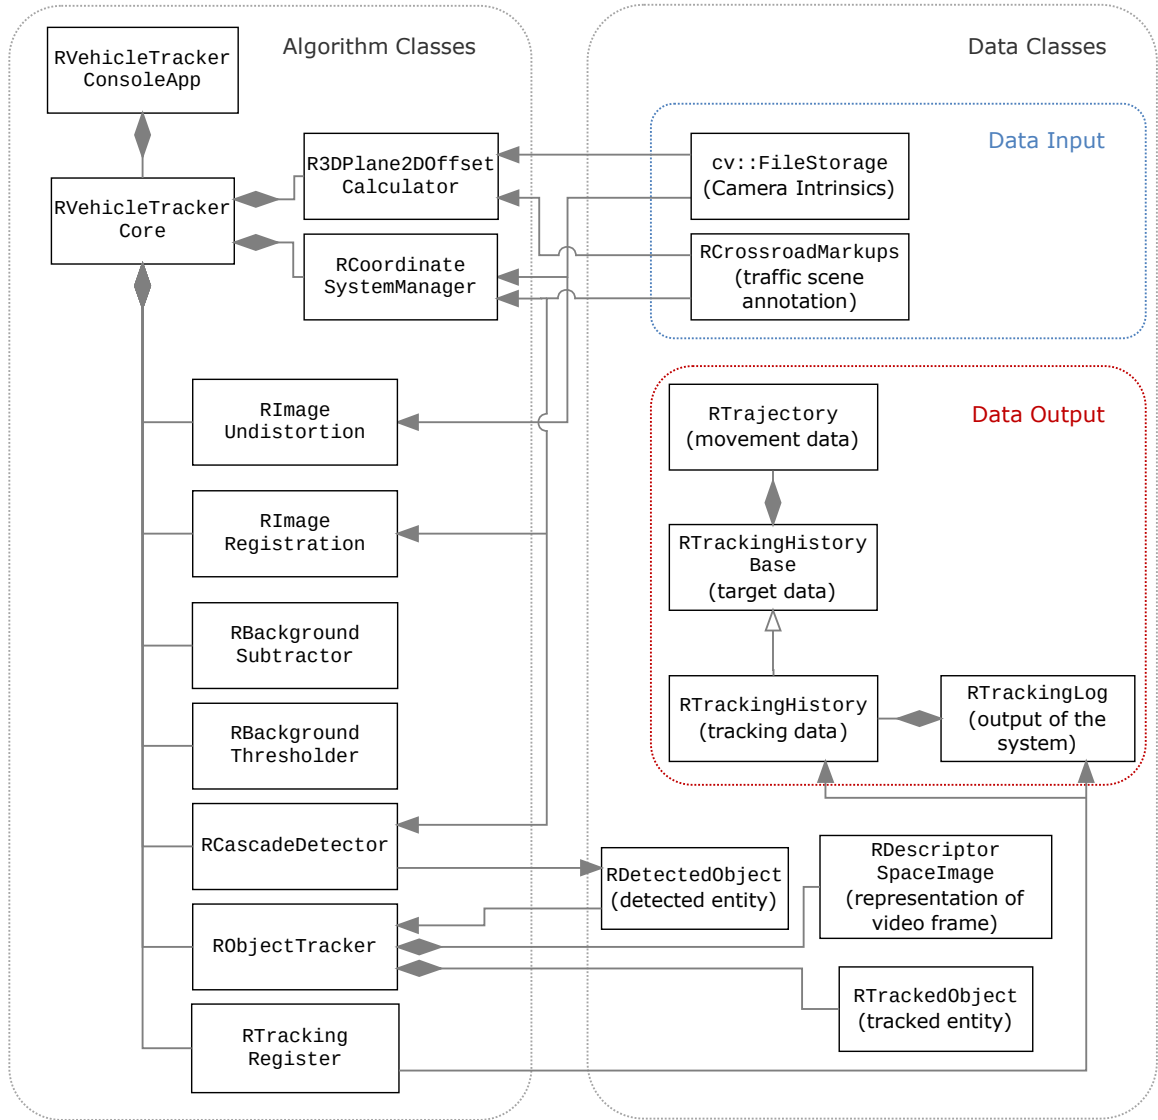 Algorithm Classes
RVehicleTracker
ConsoleApp
RVehicleTracker
Core
R3DPlane2DOffset
Calculator
RCoordinate
SystemManager
RImage
Undistortion
RImage
Registration
RBackground
Subtractor
RBackground
Thresholder
RCascadeDetector
RObjectTracker
RTracking
Register
Data Classes
Data Input
cv::FileStorage
(Camera Intrinsics)
RCrossroadMarkups
(traffic scene
annotation)
Data Output
RTrajectory
(movement data)
RTrackingHistory
Base
(target data)
RTrackingHistory
(tracking data)
RTrackingLog
(output of the
system)
RDetectedObject
(detected entity)
RDescriptor
SpaceImage
(representation of
video frame)
RTrackedObject
(tracked entity)